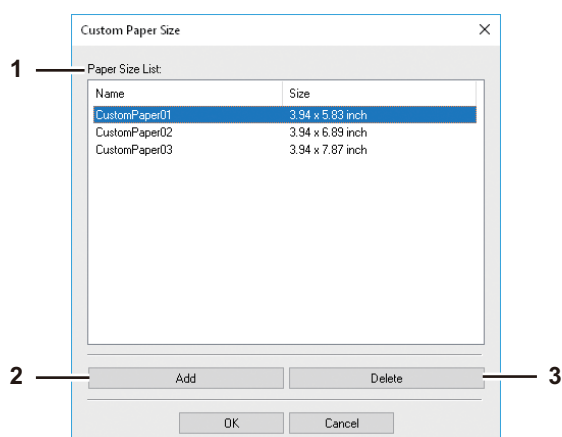 Custom Paper Size
1
Paper Size List:
Name Size
CustomPaper01 3.94 x 5.83 inch
CustomPaper02 3.94 x 6.89 inch
CustomPaper03 3.94 x 7.87 inch
2 Add Delete 3
OK Cancel